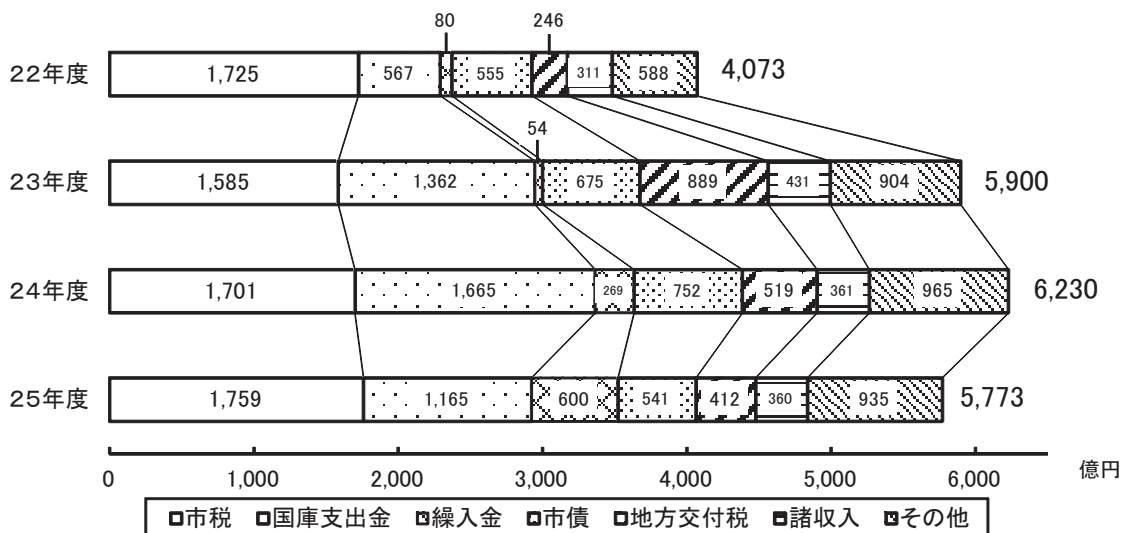 80 246
22年度 1,725 567 555 311 588 4,073
54
23年度 1,585 1,362 675 889 431 904 5,900
24年度 1,701 1,665 269 752 519 361 965 6,230
25年度 1,759 1,165 600 541 412 360 935 5,773
0 1,000 2,000 3,000 4,000 5,000 6,000 億円
市税 国庫支出金 繰入金 市債 地方交付税 諸収入 その他